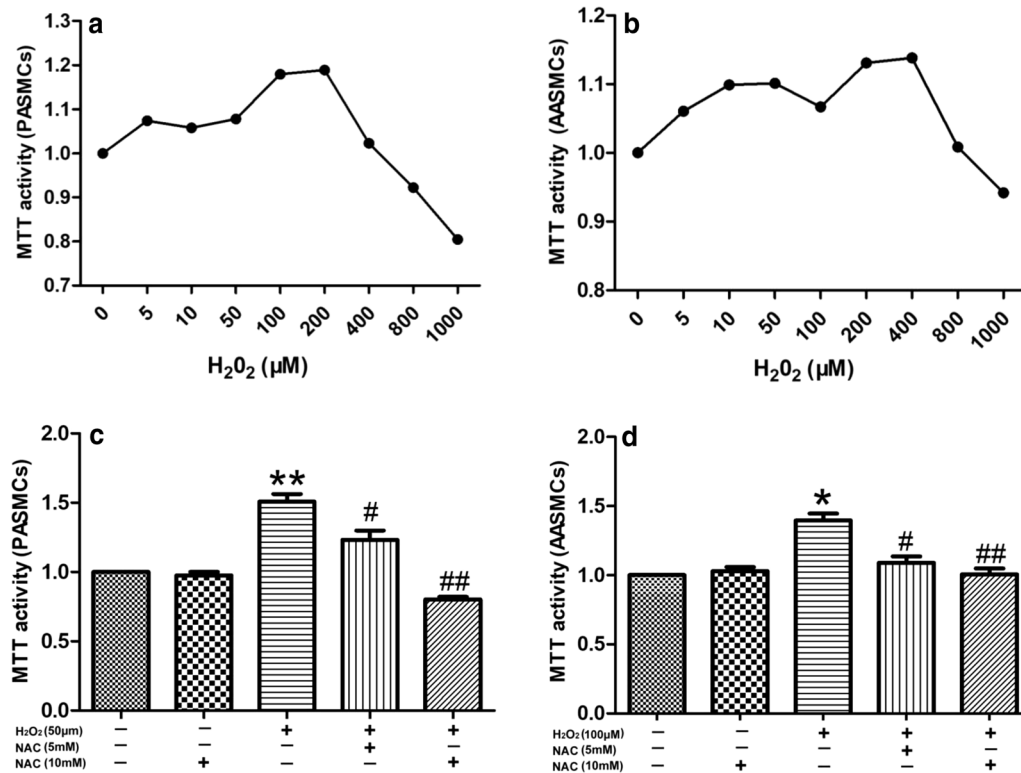 a
MTT activity (PASMCs)
1.3
1.2
1.1
1.0
0.9
0.8
0.7
0 5 10 50 100 200 400 800 1000
H₂0₂ (µM)
b
MTT activity (AASMCs)
1.2
1.1
1.0
0.9
0.8
0 5 10 50 100 200 400 800 1000
H₂0₂ (µM)
c
MTT activity (PASMCs)
2.0
1.5
1.0
0.5
0.0
**
#
##
H₂O₂ (50µm) – – + + +
NAC (5mM) – – – + –
NAC (10mM) – + – – +
d
MTT activity (AASMCs)
2.0
1.5
1.0
0.5
0.0
*
#
##
H₂O₂ (100µM) – – + + +
NAC (5mM) – – – + –
NAC (10mM) – + – – +